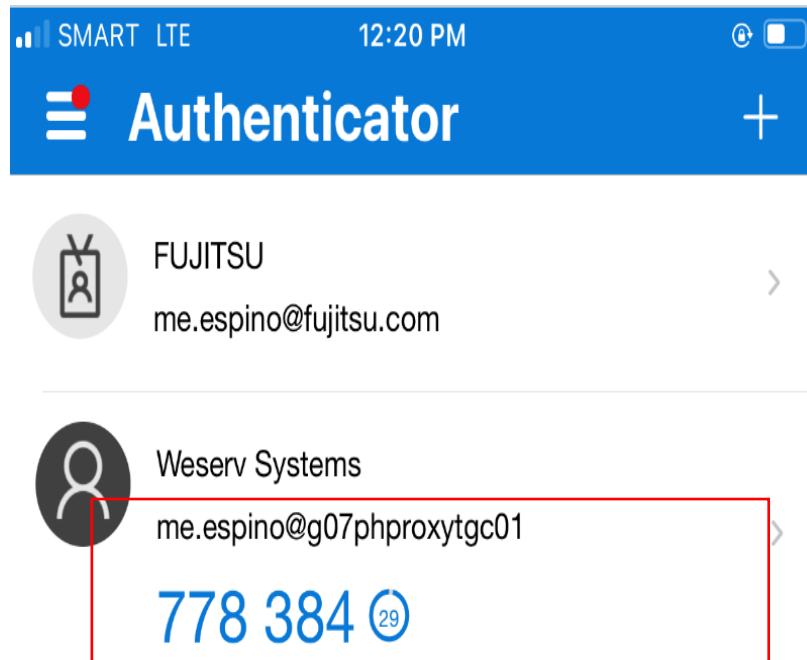 SMART LTE 12:20 PM
Authenticator
FUJITSU
me.espino@fujitsu.com
Weserv Systems
me.espino@g07phproxytgc01
778 384 29